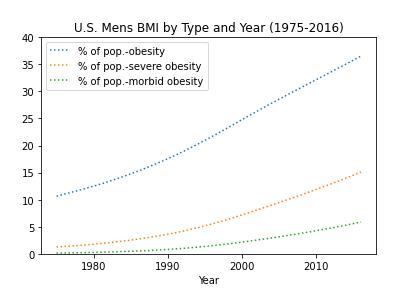 U.S. Mens BMI by Type and Year (1975-2016)
40
35
30
25
20
15
10
5
0
% of pop.-obesity
% of pop.-severe obesity
% of pop.-morbid obesity
1980 1990 2000 2010
Year